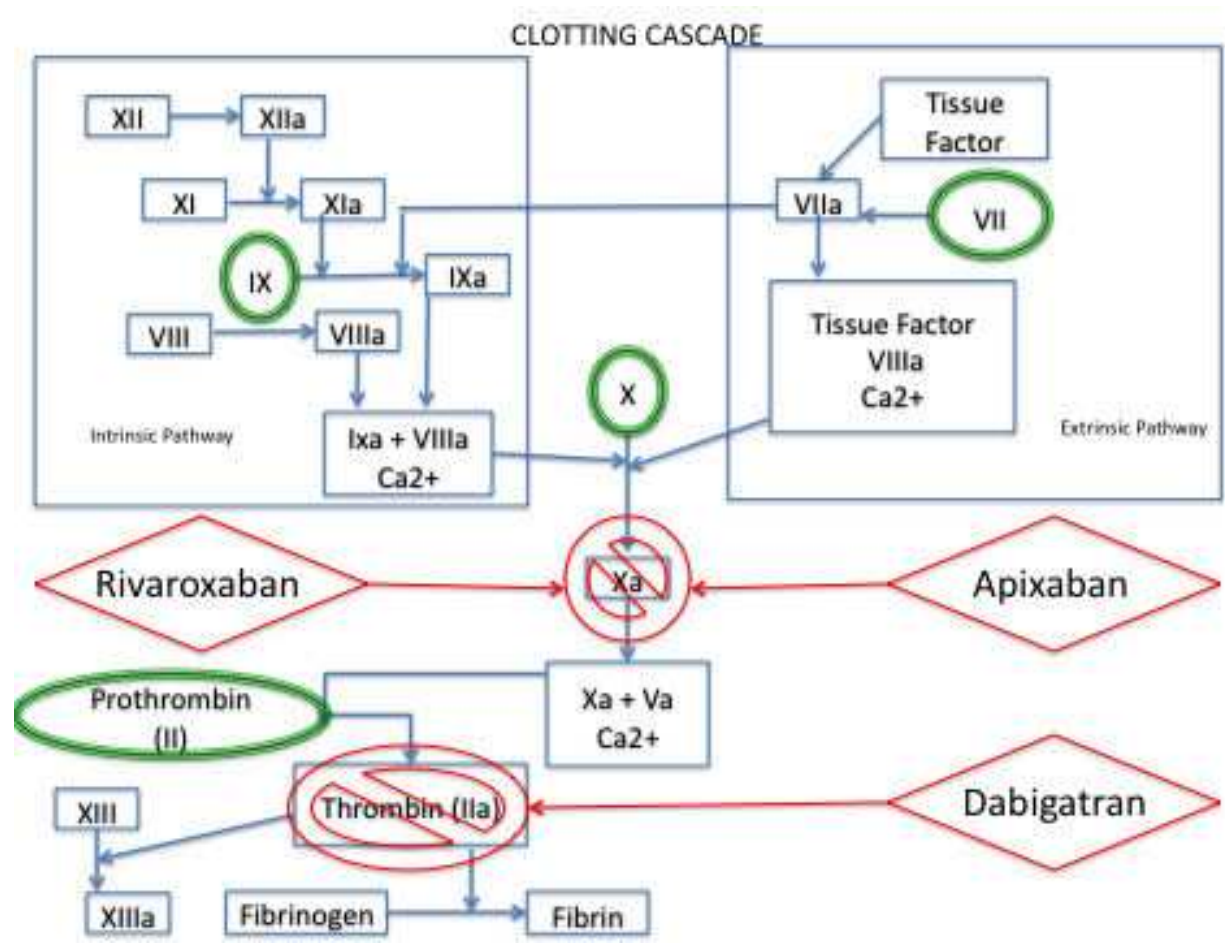 CLOTTING CASCADE
XII
XIIa
Tissue
Factor
XI
XIa
VIIa
VII
IX
IXa
VIII
VIIIa
Tissue Factor
VIIIa
Ca2+
X
Intrinsic Pathway
Ixa + VIIIa
Ca2+
Extrinsic Pathway
Rivaroxaban
Xa
Apixaban
Prothrombin
(II)
Xa + Va
Ca2+
Thrombin (IIa)
Dabigatran
XIII
XIIIa
Fibrinogen
Fibrin